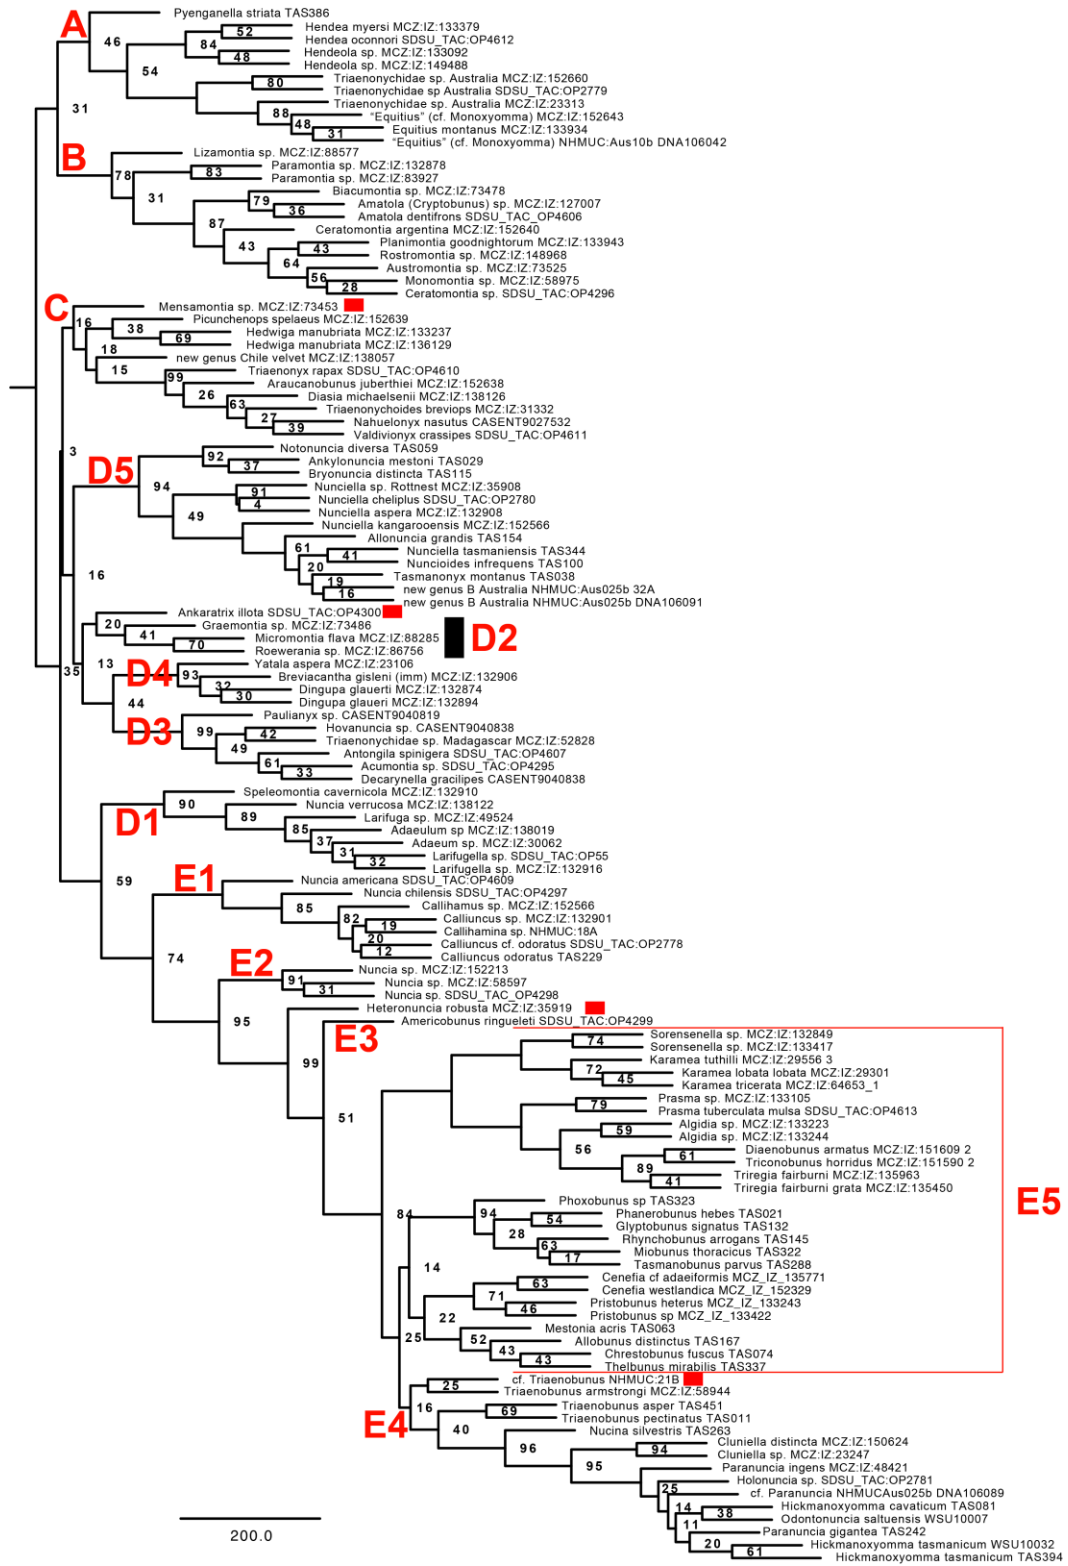 A
Pyenganella striata TAS386
46
52
Hendea myersi MCZ:IZ:133379
84
Hendea oconnori SDSU_TAC:OP4612
48
Hendeola sp. MCZ:IZ:133092
54
Hendeola sp. MCZ:IZ:149488
80
Triaenonychidae sp. Australia MCZ:IZ:152660
Triaenonychidae sp Australia SDSU_TAC:OP2779
Triaenonychidae sp. Australia MCZ:IZ:23313
31
88
"Equitius" (cf. Monoxyomma) MCZ:IZ:152643
48
31
Equitius montanus MCZ:IZ:133934
"Equitius" (cf. Monoxyomma) NHMUC:Aus10b DNA106042
B
Lizamontia sp. MCZ:IZ:88577
78
83
Paramontia sp. MCZ:IZ:132878
Paramontia sp. MCZ:IZ:83927
31
79
Biacumontia sp. MCZ:IZ:73478
36
Amatola (Cryptobunus) sp. MCZ:IZ:127007
Amatola dentifrons SDSU_TAC_OP4606
87
Ceratomontia argentina MCZ:IZ:152640
43
43
Planimontia goodnightorum MCZ:IZ:133943
Rostromontia sp. MCZ:IZ:148968
64
Austromontia sp. MCZ:IZ:73525
56
28
Monomontia sp. MCZ:IZ:58975
Ceratomontia sp. SDSU_TAC:OP4296
C
Mensamontia sp. MCZ:IZ:73453
16
Picunchenops spelaeus MCZ:IZ:152639
38
69
Hedwiga manubriata MCZ:IZ:133237
Hedwiga manubriata MCZ:IZ:136129
18
new genus Chile velvet MCZ:IZ:138057
15
99
Triaenonyx rapax SDSU_TAC:OP4610
Araucanobunus juberthiei MCZ:IZ:152638
26
Diasia michaelsenii MCZ:IZ:138126
63
Triaenonychoides breviops MCZ:IZ:31332
27
39
Nahuelonyx nasutus CASENT9027532
Valdivionyx crassipes SDSU_TAC:OP4611
3
D5
Notonuncia diversa TAS059
92
37
Ankylonuncia mestoni TAS029
Bryonuncia distincta TAS115
94
Nunciella sp. Rottnest MCZ:IZ:35908
91
4
Nunciella cheliplus SDSU_TAC:OP2780
Nunciella aspera MCZ:IZ:132908
49
Nunciella kangarooensis MCZ:IZ:152566
Allonuncia grandis TAS154
61
41
Nunciella tasmaniensis TAS344
Nuncioides infrequens TAS100
20
Tasmanonyx montanus TAS038
16
19
16
new genus B Australia NHMUC:Aus025b 32A
new genus B Australia NHMUC:Aus025b DNA106091
Ankaratrix illota SDSU_TAC:OP4300
20
Graemontia sp. MCZ:IZ:73486
41
70
Micromontia flava MCZ:IZ:88285
D2
Roewerania sp. MCZ:IZ:86756
35
13
D4
Yatala aspera MCZ:IZ:23106
93
Breviacantha gisleni (imm) MCZ:IZ:132906
32
30
Dingupa glauerti MCZ:IZ:132874
Dingupa glaueri MCZ:IZ:132894
44
D3
Paulianyx sp. CASENT9040819
99
42
Hovanuncia sp. CASENT9040838
Triaenonychidae sp. Madagascar MCZ:IZ:52828
49
Antongila spinigera SDSU_TAC:OP4607
61
33
Acumontia sp. SDSU_TAC:OP4295
Decarynella gracilipes CASENT9040838
Speleomontia cavernicola MCZ:IZ:132910
90
D1
Nuncia verrucosa MCZ:IZ:138122
89
Larifuga sp. MCZ:IZ:49524
85
Adaeulum sp MCZ:IZ:138019
37
Adaeum sp. MCZ:IZ:30062
31
32
Larifugella sp. SDSU_TAC:OP55
Larifugella sp. MCZ:IZ:132916
59
E1
Nuncia americana SDSU_TAC:OP4609
Nuncia chilensis SDSU_TAC:OP4297
85
Callihamus sp. MCZ:IZ:152566
82
19
Calliuncus sp. MCZ:IZ:132901
Callihamina sp. NHMUC:18A
20
12
Calliuncus cf. odoratus SDSU_TAC:OP2778
Calliuncus odoratus TAS229
74
E2
Nuncia sp. MCZ:IZ:152213
91
31
Nuncia sp. MCZ:IZ:58597
Nuncia sp. SDSU_TAC_OP4298
95
Heteronuncia robusta MCZ:IZ:35919
E3
Americobunus ringueleti SDSU_TAC:OP4299
99
74
Sorensenella sp. MCZ:IZ:132849
Sorensenella sp. MCZ:IZ:133417
Karamea tuthilli MCZ:IZ:29556 3
72
45
Karamea lobata lobata MCZ:IZ:29301
Karamea tricerata MCZ:IZ:64653_1
51
79
Prasma sp. MCZ:IZ:133105
Prasma tuberculata mulsa SDSU_TAC:OP4613
59
Algidia sp. MCZ:IZ:133223
Algidia sp. MCZ:IZ:133244
56
61
Diaenobunus armatus MCZ:IZ:151609 2
Triconobunus horridus MCZ:IZ:151590 2
89
41
Triregia fairburni MCZ:IZ:135963
Triregia fairburni grata MCZ:IZ:135450
E5
84
Phoxobunus sp TAS323
94
54
Phanerobunus hebes TAS021
Glyptobunus signatus TAS132
28
Rhynchobunus arrogans TAS145
63
17
Miobunus thoracicus TAS322
Tasmanobunus parvus TAS288
14
63
Cenefia cf adaeiformis MCZ_IZ_135771
Cenefia westlandica MCZ_IZ_152329
71
46
Pristobunus heterus MCZ_IZ_133243
Pristobunus sp MCZ_IZ_133422
22
Mestonia acris TAS063
25
52
Allobunus distinctus TAS167
43
43
Chrestobunus fuscus TAS074
Thelbunus mirabilis TAS337
cf. Triaenobunus NHMUC:21B
25
Triaenobunus armstrongi MCZ:IZ:58944
16
E4
69
Triaenobunus asper TAS451
Triaenobunus pectinatus TAS011
40
Nucina silvestris TAS263
96
94
Cluniella distincta MCZ:IZ:150624
Cluniella sp. MCZ:IZ:23247
95
Paranuncia ingens MCZ:IZ:48421
Holonuncia sp. SDSU_TAC:OP2781
25
cf. Paranuncia NHMUCAus025b DNA106089
14
38
Hickmanoxyomma cavaticum TAS081
Odontonuncia saltuensis WSU10007
11
Paranuncia gigantea TAS242
20
61
Hickmanoxyomma tasmanicum WSU10032
Hickmanoxyomma tasmanicum TAS394
200.0